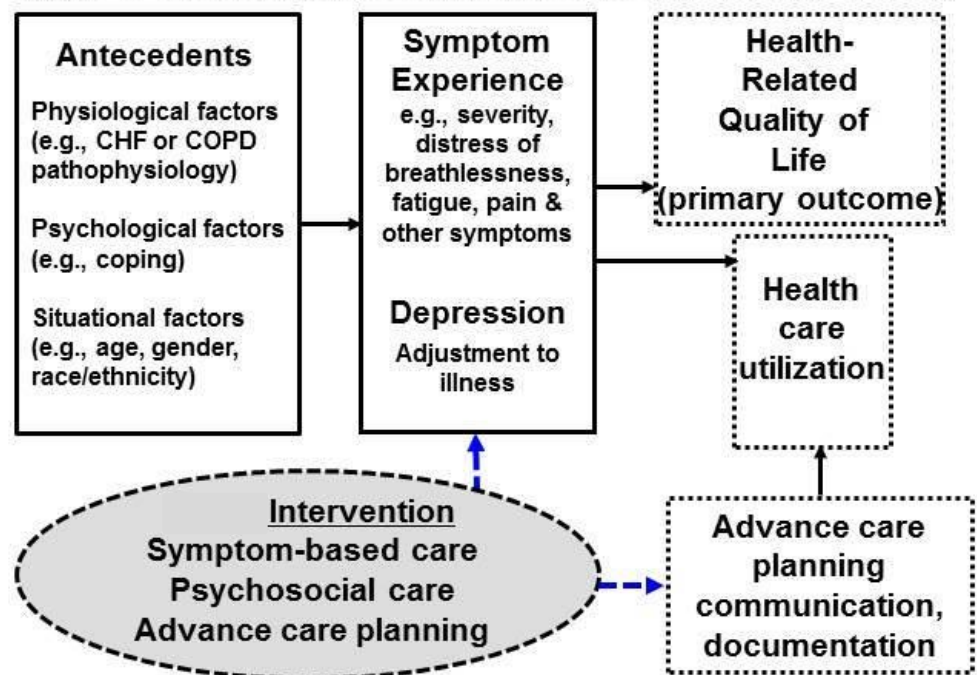 Antecedents
Physiological factors
(e.g., CHF or COPD
pathophysiology)
Psychological factors
(e.g., coping)
Situational factors
(e.g., age, gender,
race/ethnicity)
Symptom
Experience
e.g., severity,
distress of
breathlessness,
fatigue, pain &
other symptoms
Depression
Adjustment to
illness
Health-
Related
Quality of
Life
(primary outcome)
Health
care
utilization
Intervention
Symptom-based care
Psychosocial care
Advance care planning
Advance care
planning
communication,
documentation